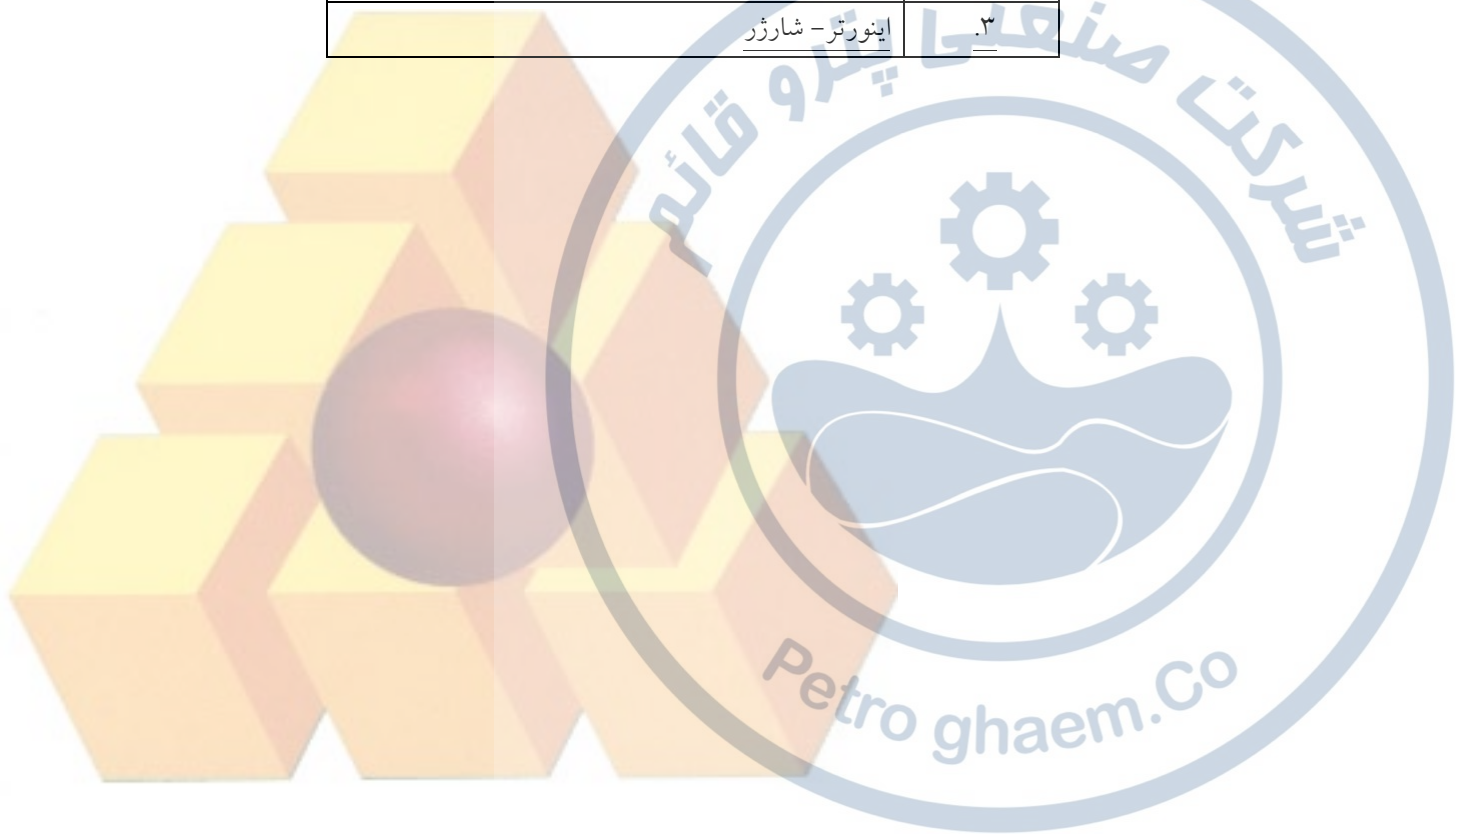 ۳. اینورتر- شارژر
شرکت صنعتی پترو قائم
Petro ghaem.Co